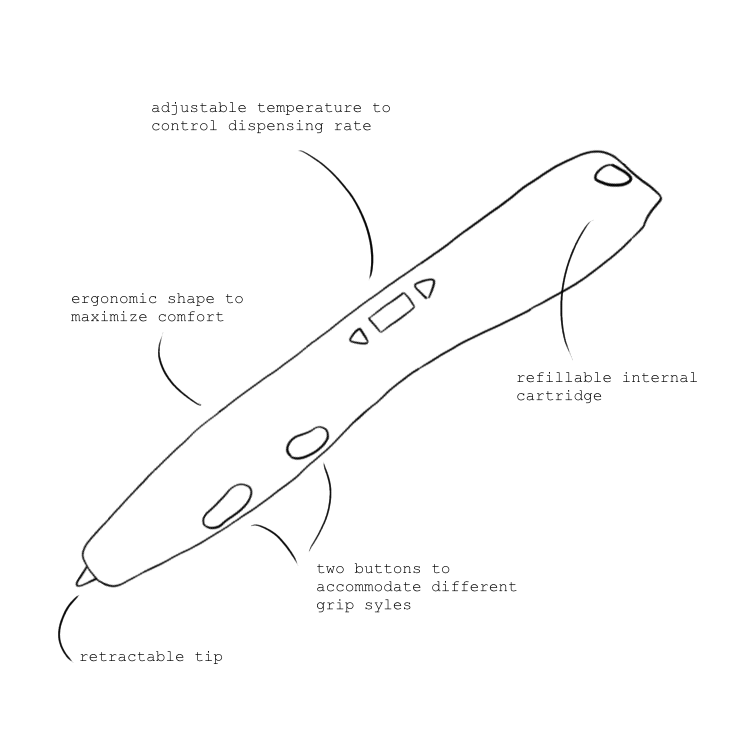 adjustable temperature to
control dispensing rate
ergonomic shape to
maximize comfort
refillable internal
cartridge
two buttons to
accommodate different
grip syles
retractable tip